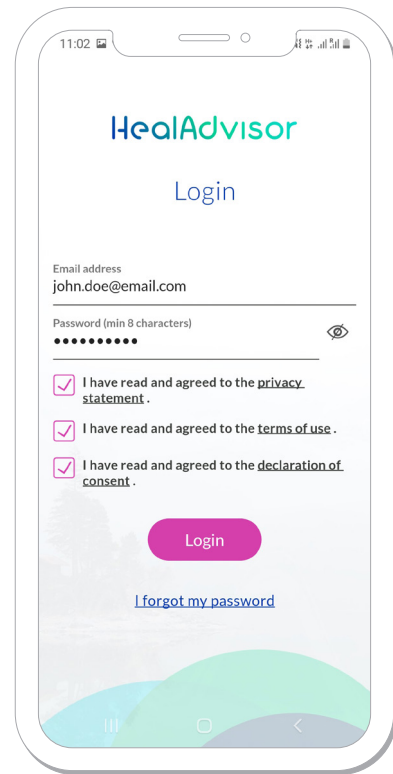 11:02
HealAdvisor
Login
Email address
john.doe@email.com
Password (min 8 characters)
••••••••••
I have read and agreed to the privacy
statement .
I have read and agreed to the terms of use .
I have read and agreed to the declaration of
consent .
Login
I forgot my password